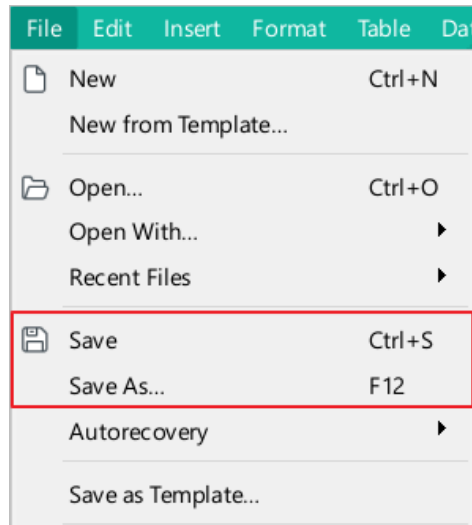 File Edit Insert Format Table
New Ctrl+N
New from Template...
Open... Ctrl+O
Open With...
Recent Files
Save Ctrl+S
Save As... F12
Autorecovery
Save as Template...